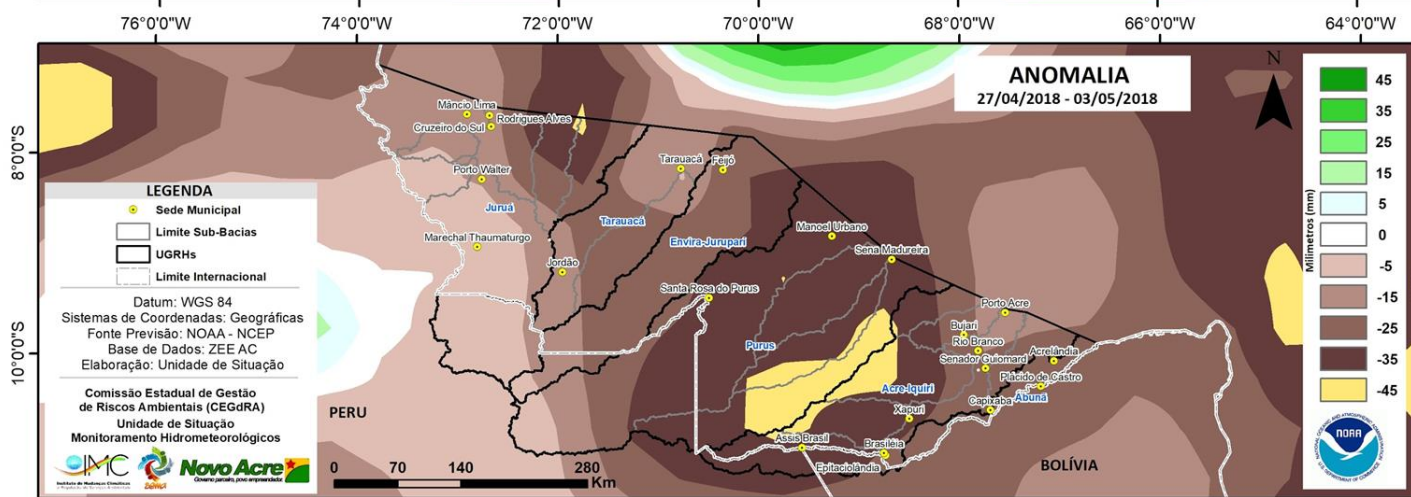 76°0'0"W
74°0'0"W
72°0'0"W
70°0'0"W
68°0'0"W
66°0'0"W
64°0'0"W
8°0'0"S
10°0'0"S
ANOMALIA
27/04/2018 - 03/05/2018
N
Milímetros (mm)
45
35
25
15
5
0
-5
-15
-25
-35
-45
Mâncio Lima
Rodrigues Alves
Cruzeiro do Sul
Porto Walter
Tarauacá
Feijó
Juruá
Tarauacá
Marechal Thaumaturgo
Jordão
Envira-Jurupari
Manoel Urbano
Sena Madureira
Santa Rosa do Purus
Porto Acre
Purus
Bujari
Rio Branco
Senador Guiomard
Acrelândia
Plácido de Castro
Acre-Iquiri
Abunã
Capixaba
Xapuri
Assis Brasil
Brasiléia
Epitaciolândia
PERU
BOLÍVIA
LEGENDA
Sede Municipal
Limite Sub-Bacias
UGRHs
Limite Internacional
Datum: WGS 84
Sistemas de Coordenadas: Geográficas
Fonte Previsão: NOAA - NCEP
Base de Dados: ZEE AC
Elaboração: Unidade de Situação
Comissão Estadual de Gestão
de Riscos Ambientais (CEGdRA)
Unidade de Situação
Monitoramento Hidrometeorológicos
IMC
Novo Acre
Governo parceiro, povo empreendedor.
0 70 140 280
Km
NOAA